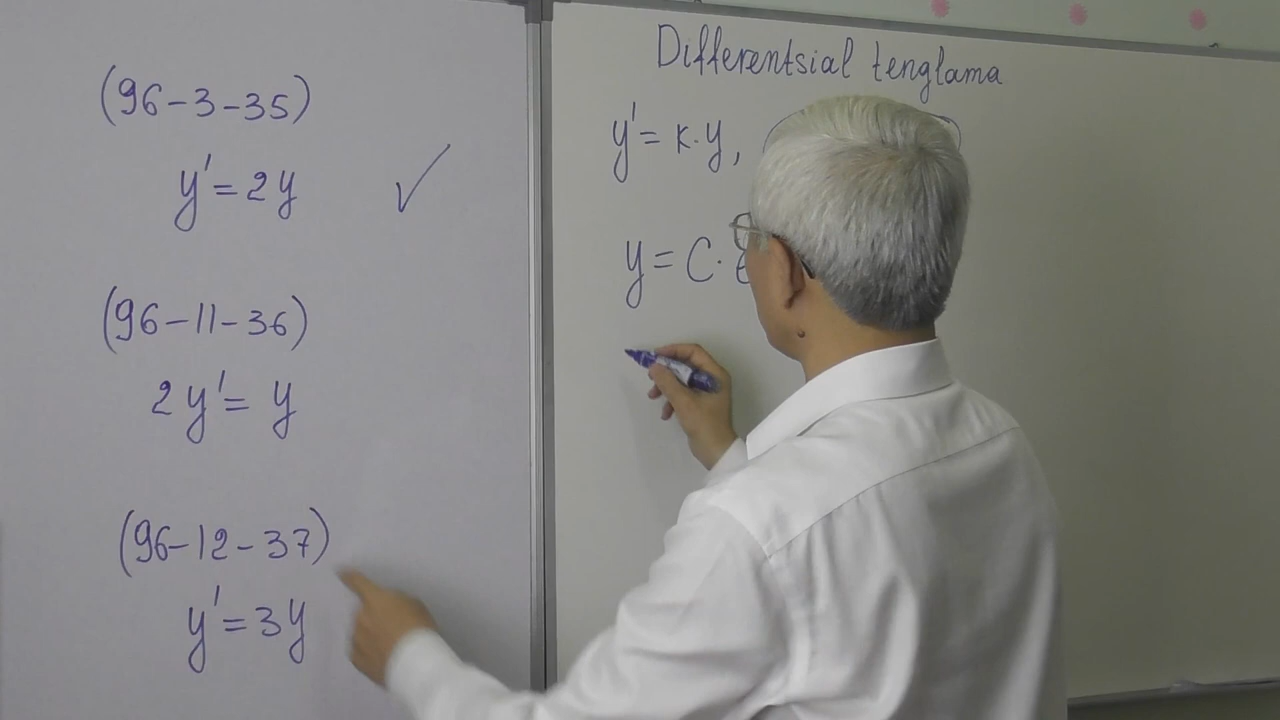 (96-3-35)
y' = 2y ✓
(96-11-36)
2y' = y
(96-12-37)
y' = 3y
Differentsial tenglama
y' = k·y,
y = C·